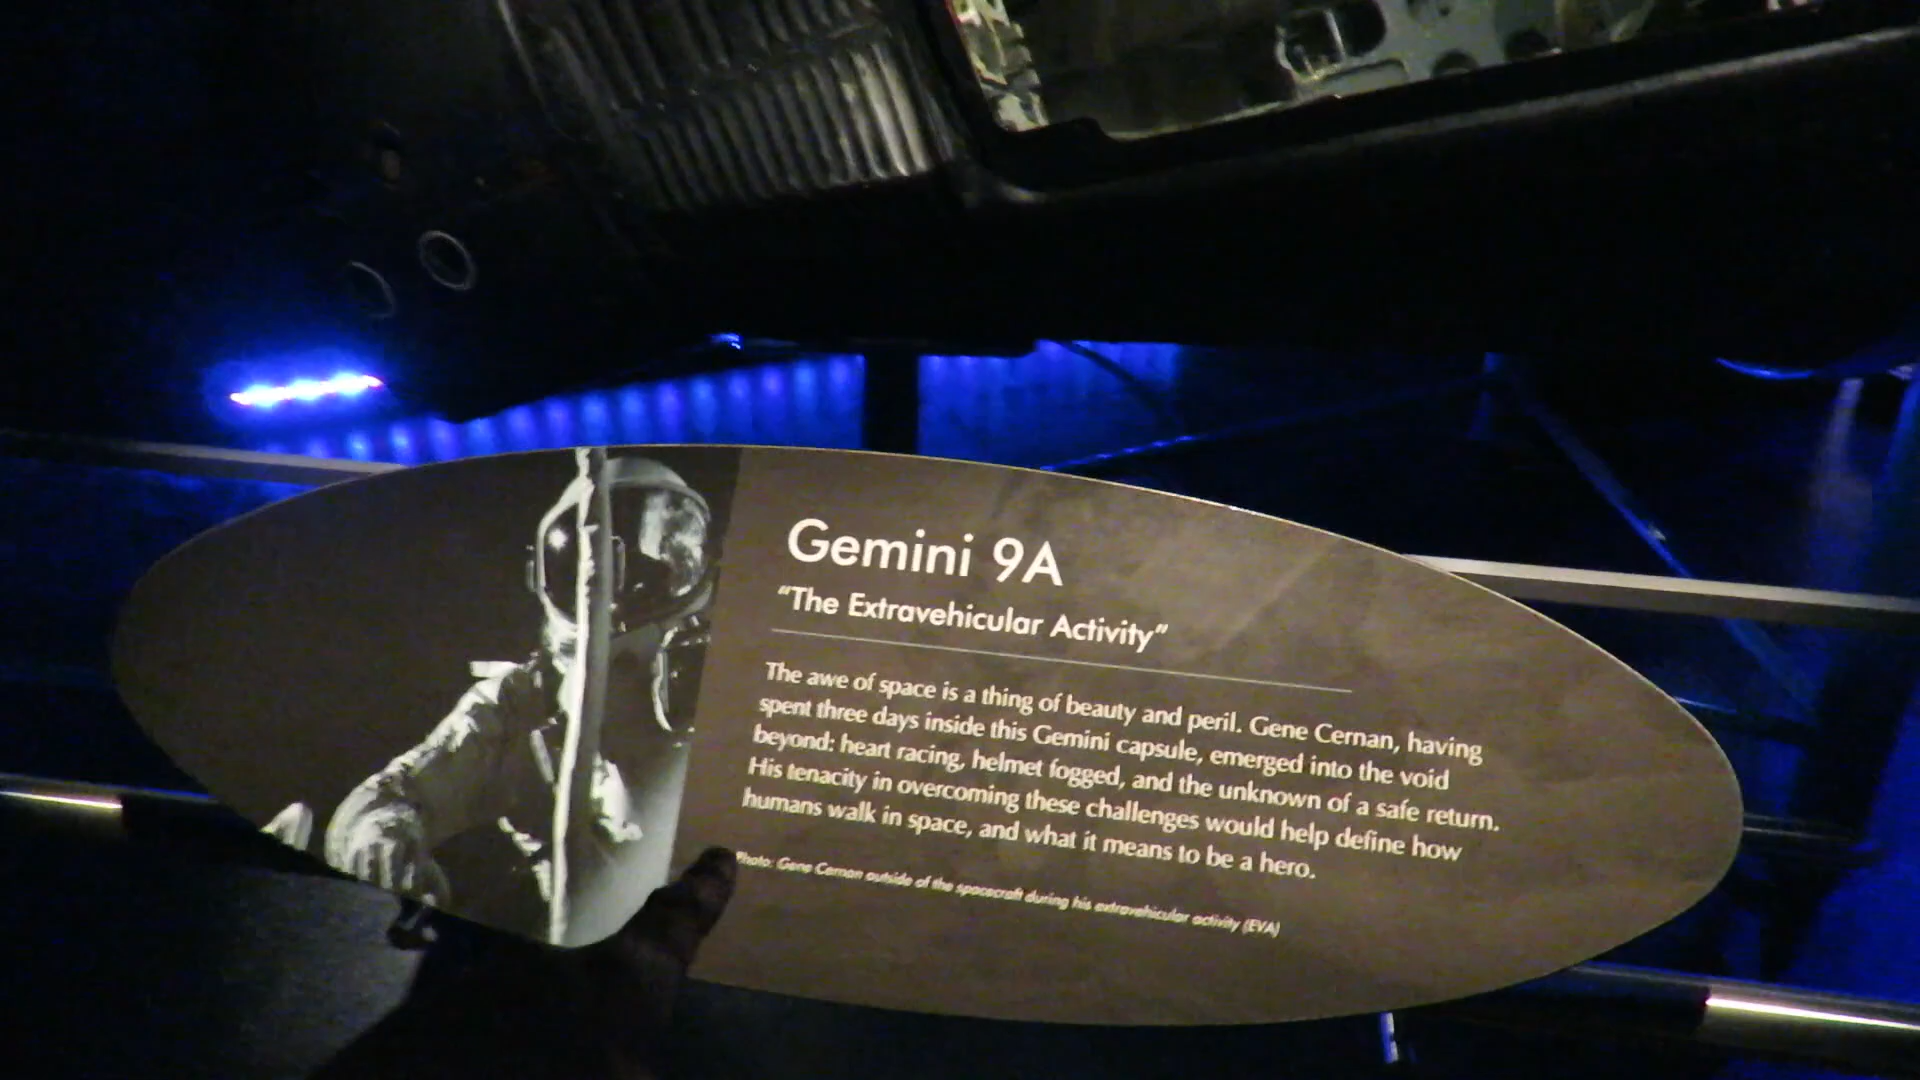 Gemini 9A
“The Extravehicular Activity”
The awe of space is a thing of beauty and peril. Gene Cernan, having
spent three days inside this Gemini capsule, emerged into the void
beyond: heart racing, helmet fogged, and the unknown of a safe return.
His tenacity in overcoming these challenges would help define how
humans walk in space, and what it means to be a hero.
Photo: Gene Cernan outside of the spacecraft during his extravehicular activity (EVA)